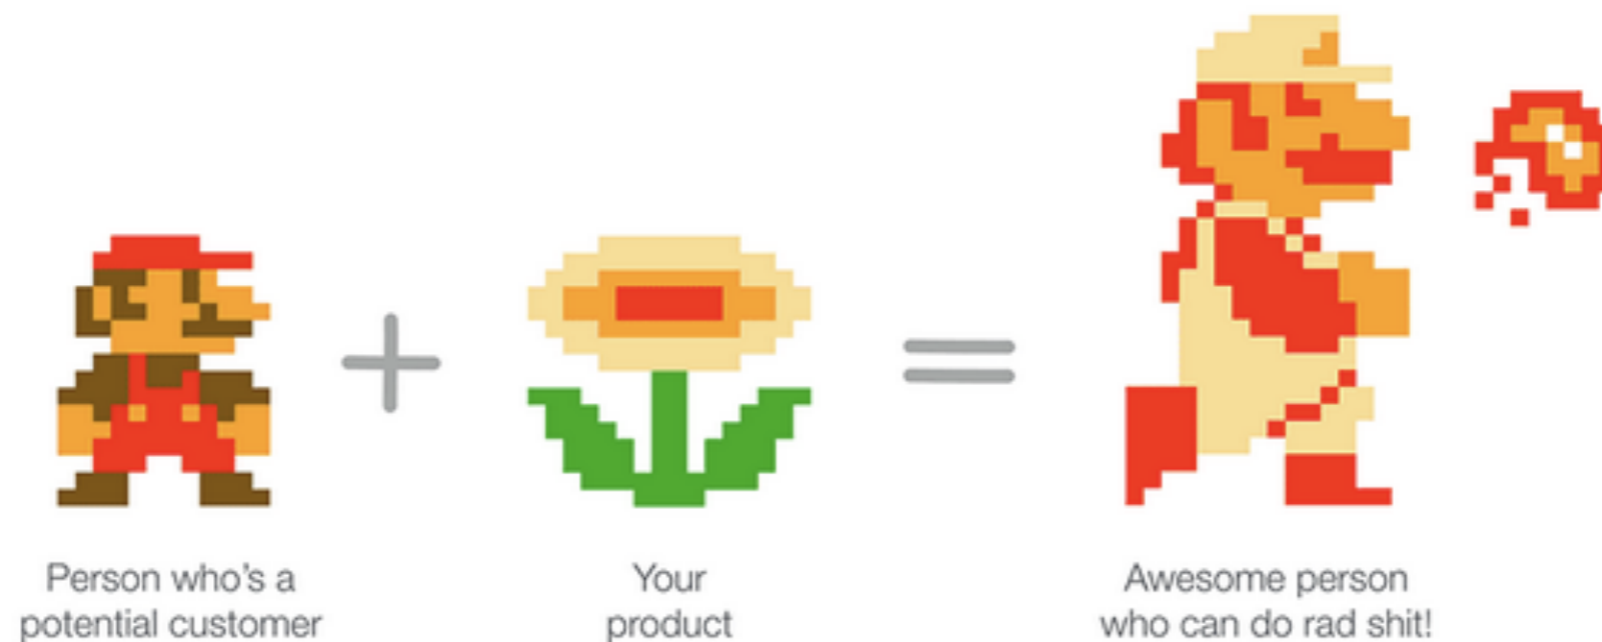 Person who's a
potential customer
Your
product
Awesome person
who can do rad shit!